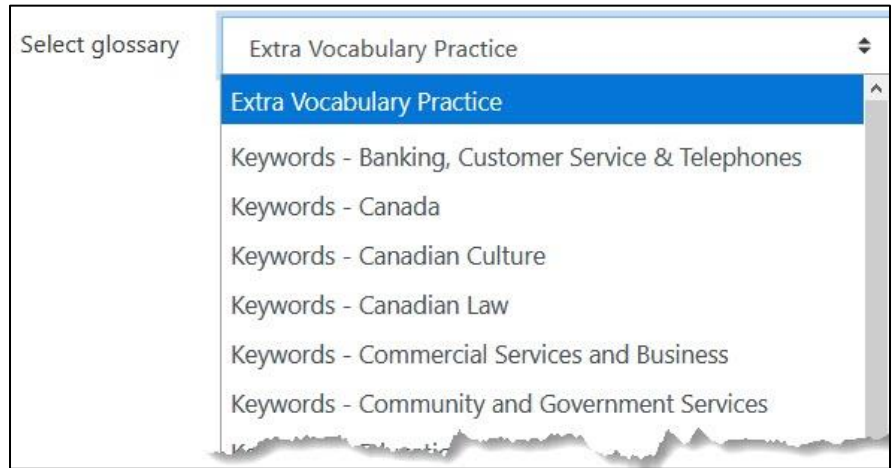 Select glossary
Extra Vocabulary Practice
Extra Vocabulary Practice
Keywords - Banking, Customer Service & Telephones
Keywords - Canada
Keywords - Canadian Culture
Keywords - Canadian Law
Keywords - Commercial Services and Business
Keywords - Community and Government Services